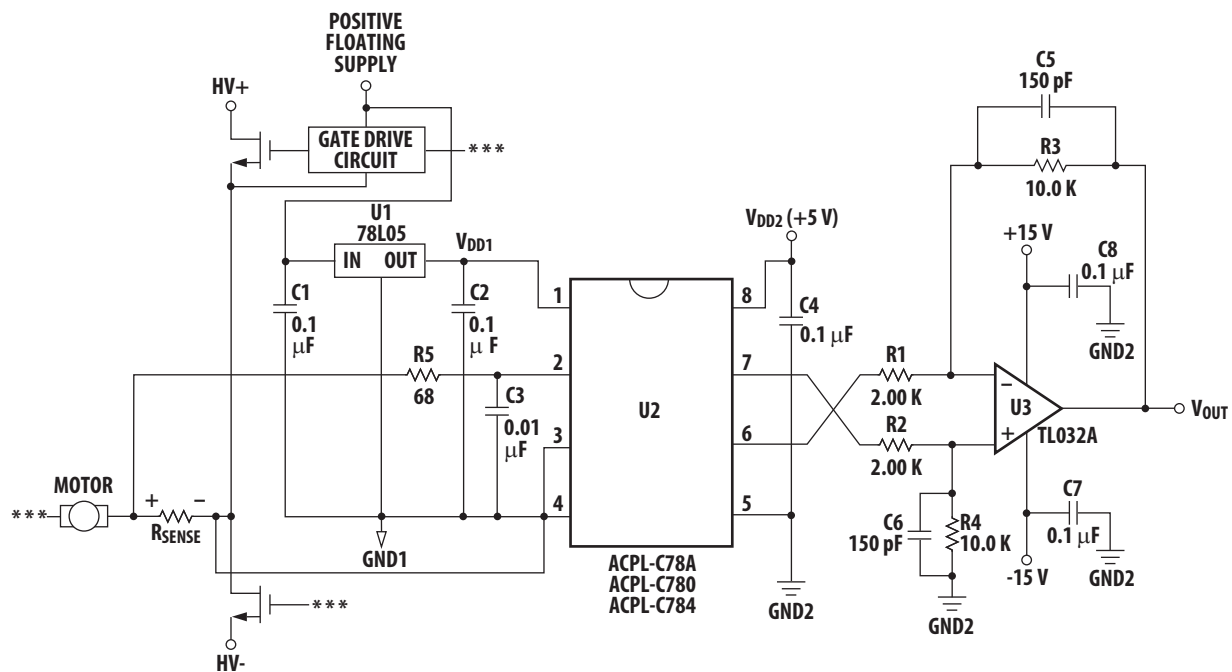 POSITIVE
FLOATING
SUPPLY
HV+
GATE DRIVE
CIRCUIT
***
U1
78L05
IN OUT
VDD1
C1
0.1
μF
C2
0.1
μ F
R5
68
C3
0.01
μF
MOTOR
***
+ −
RSENSE
GND1
***
HV-
1
2
3
4
8
7
6
5
U2
ACPL-C78A
ACPL-C780
ACPL-C784
VDD2 (+5 V)
C4
0.1 μF
GND2
R1
2.00 K
R2
2.00 K
C5
150 pF
R3
10.0 K
+15 V
C8
0.1 μF
GND2
−
U3
+
TL032A
VOUT
C6
150 pF
R4
10.0 K
GND2
C7
0.1 μF
-15 V
GND2